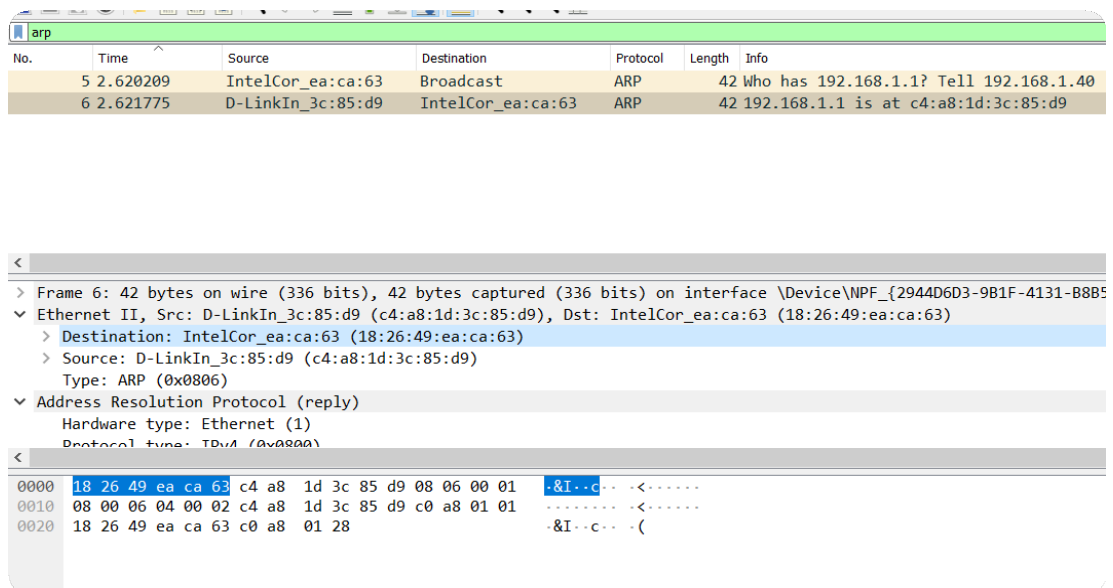 arp
No. Time Source Destination Protocol Length Info
5 2.620209 IntelCor_ea:ca:63 Broadcast ARP 42 Who has 192.168.1.1? Tell 192.168.1.40
6 2.621775 D-LinkIn_3c:85:d9 IntelCor_ea:ca:63 ARP 42 192.168.1.1 is at c4:a8:1d:3c:85:d9
Frame 6: 42 bytes on wire (336 bits), 42 bytes captured (336 bits) on interface \Device\NPF_{2944D6D3-9B1F-4131-B8B5
Ethernet II, Src: D-LinkIn_3c:85:d9 (c4:a8:1d:3c:85:d9), Dst: IntelCor_ea:ca:63 (18:26:49:ea:ca:63)
Destination: IntelCor_ea:ca:63 (18:26:49:ea:ca:63)
Source: D-LinkIn_3c:85:d9 (c4:a8:1d:3c:85:d9)
Type: ARP (0x0806)
Address Resolution Protocol (reply)
Hardware type: Ethernet (1)
Protocol type: IPv4 (0x0800)
0000 18 26 49 ea ca 63 c4 a8 1d 3c 85 d9 08 06 00 01 ·&I··c·· ·<······
0010 08 00 06 04 00 02 c4 a8 1d 3c 85 d9 c0 a8 01 01 ········ ·<······
0020 18 26 49 ea ca 63 c0 a8 01 28 ·&I··c·· ·(